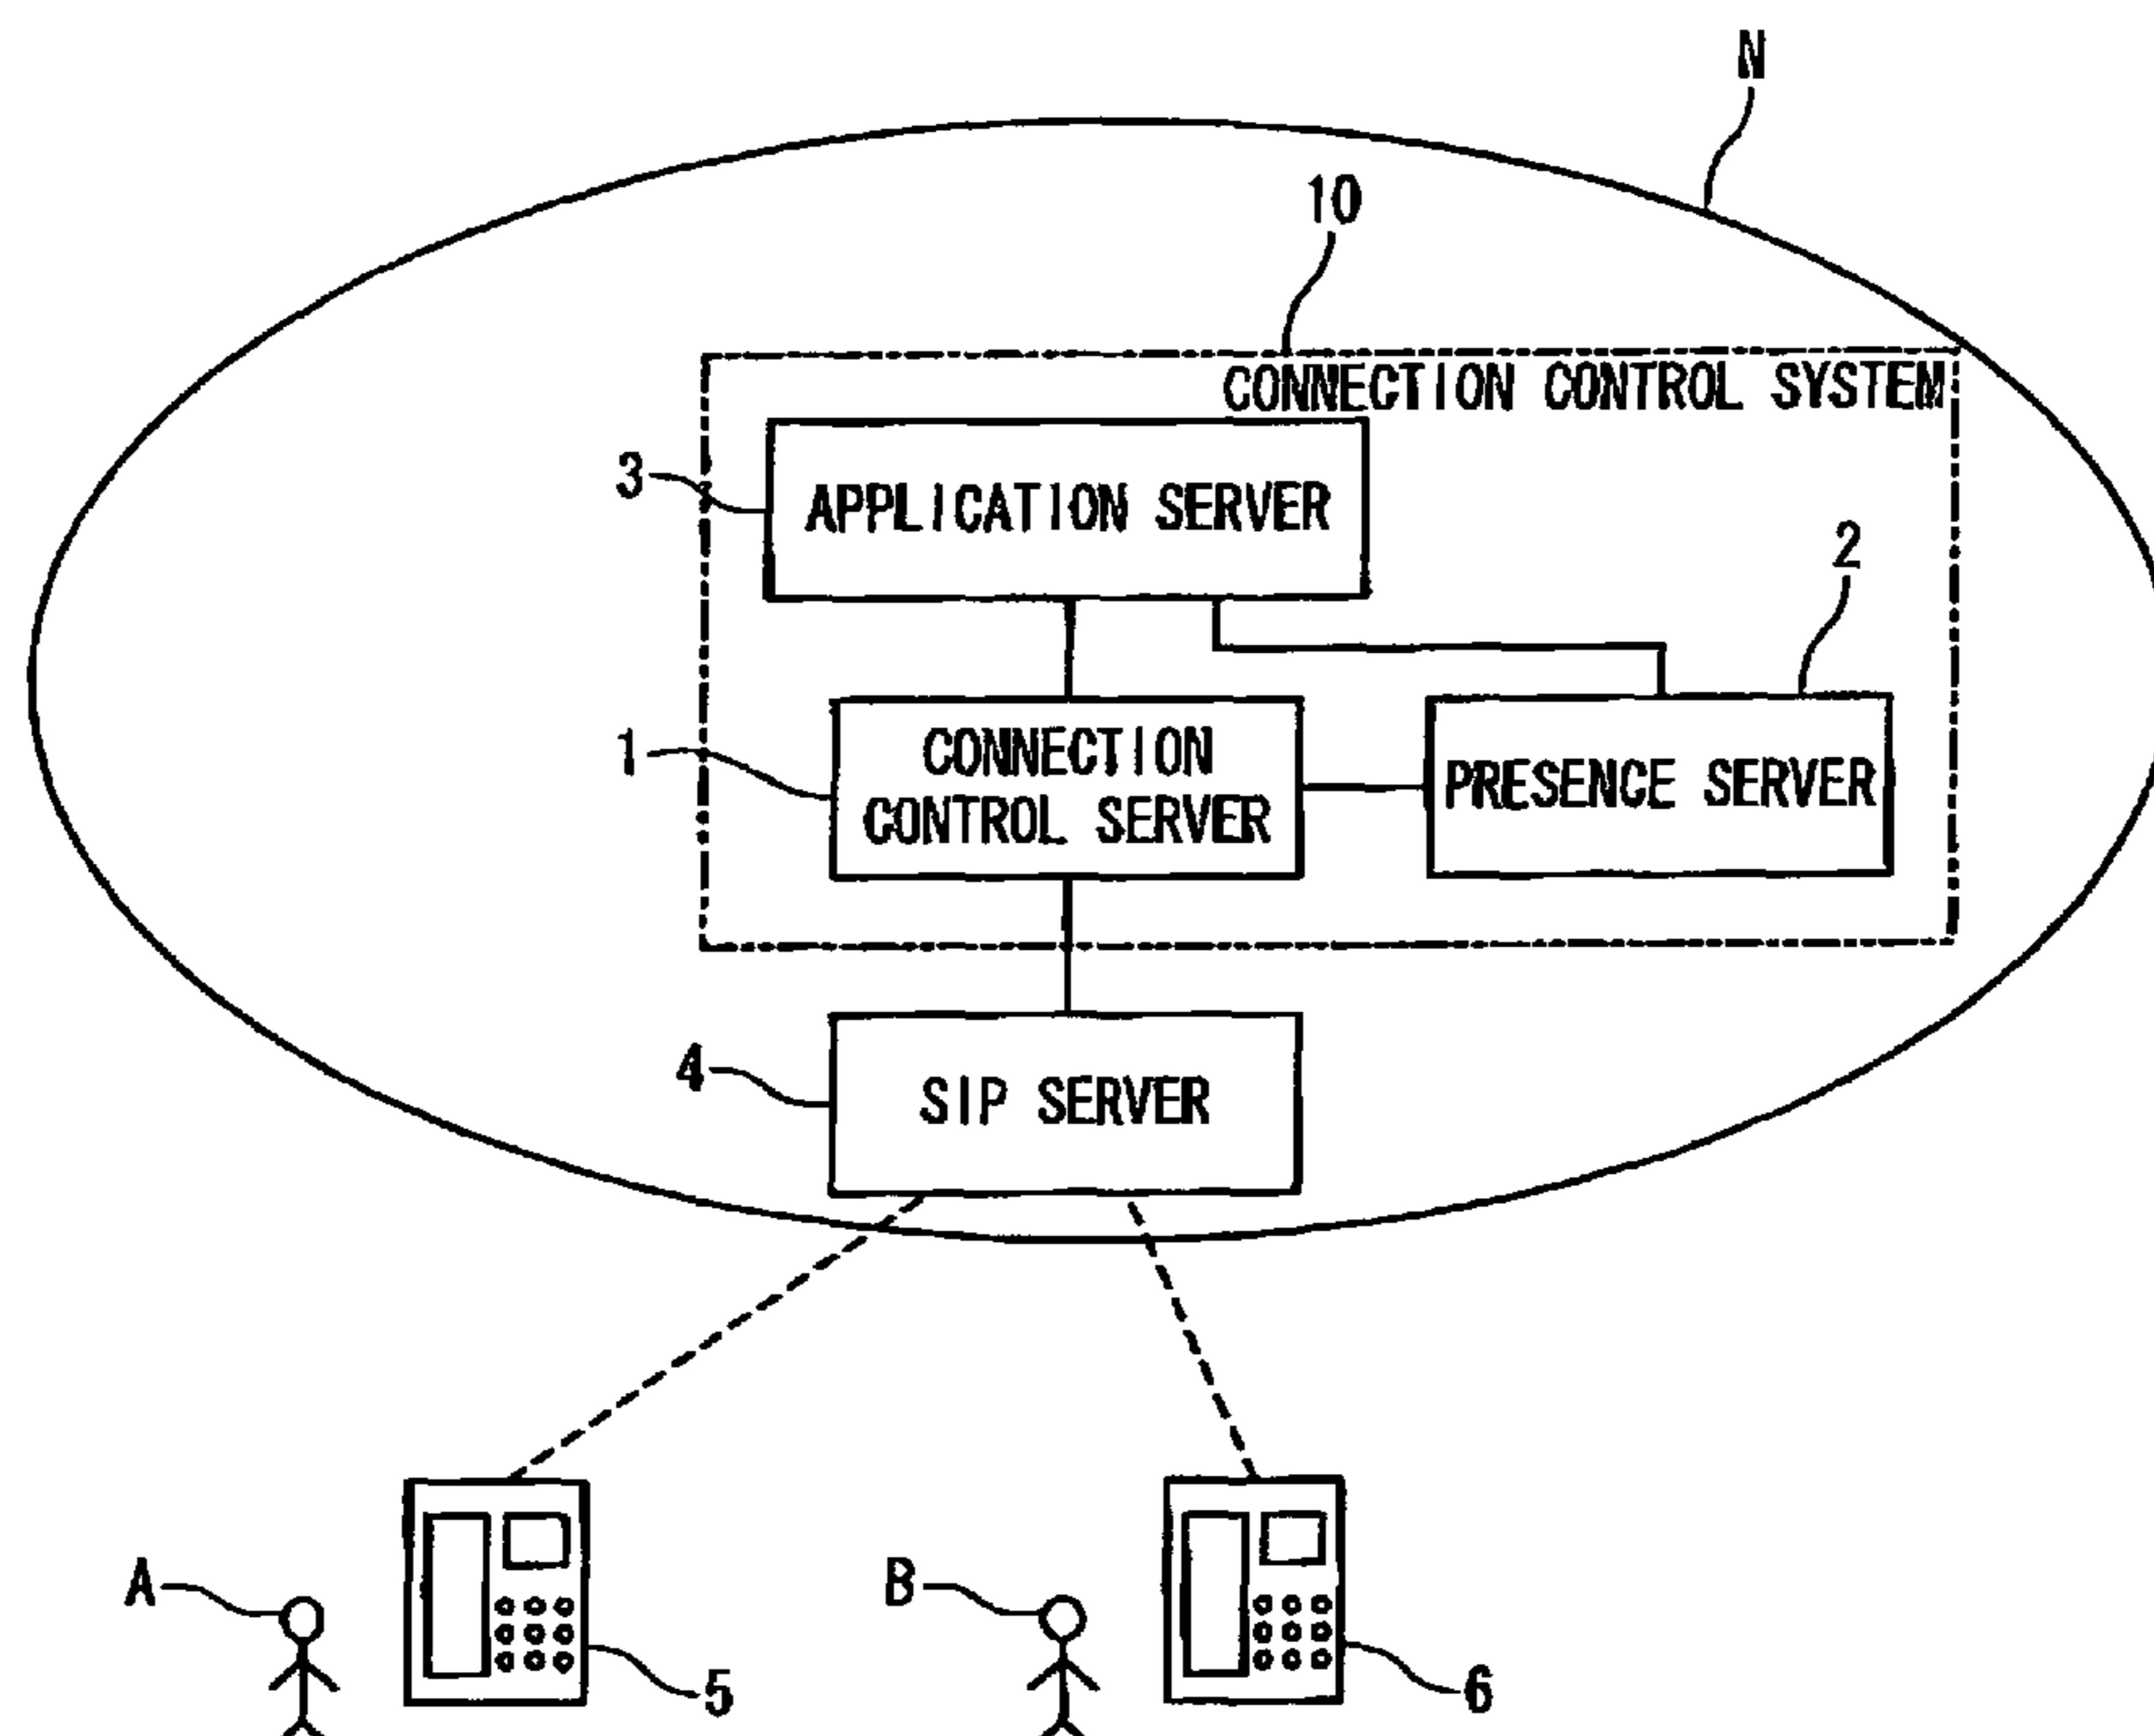 N
10
CONNECTION CONTROL SYSTEM
3
APPLICATION SERVER
2
1
CONNECTION
CONTROL SERVER
PRESENCE SERVER
4
SIP SERVER
A
B
5
6